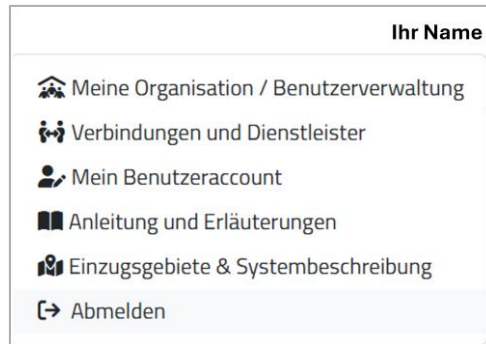 Ihr Name
Meine Organisation / Benutzerverwaltung
Verbindungen und Dienstleister
Mein Benutzeraccount
Anleitung und Erläuterungen
Einzugsgebiete & Systembeschreibung
Abmelden